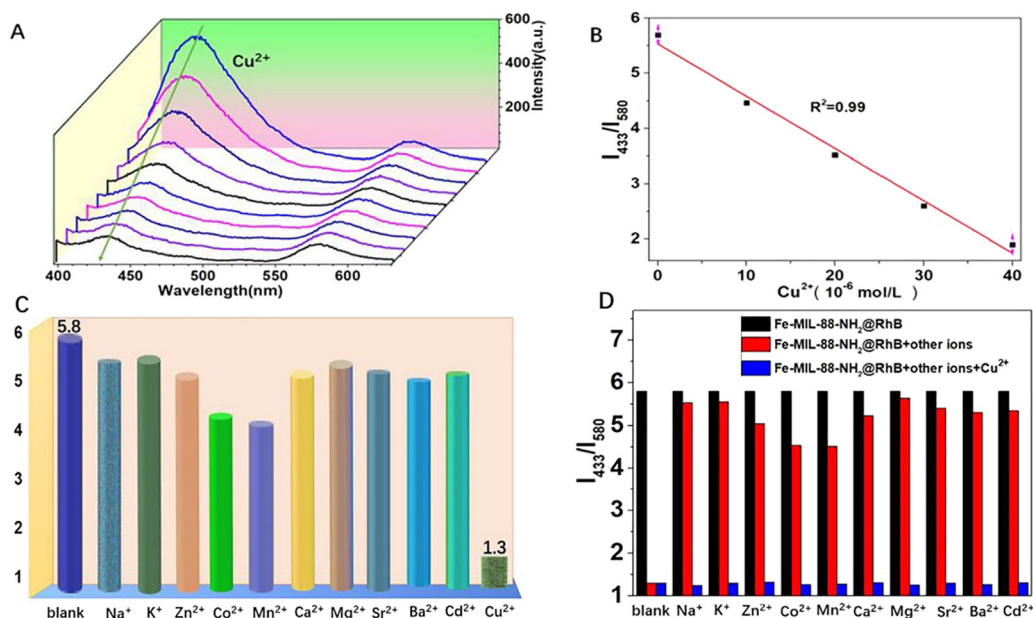 A
Cu²⁺
600
400
200
Intensity(a.u.)
400 450 500 550 600
Wavelength(nm)
B
6
5
4
3
2
I₄₃₃/I₅₈₀
R²=0.99
0 10 20 30 40
Cu²⁺( 10⁻⁶ mol/L )
C
6
5
4
3
2
1
5.8
1.3
blank Na⁺ K⁺ Zn²⁺ Co²⁺ Mn²⁺ Ca²⁺ Mg²⁺ Sr²⁺ Ba²⁺ Cd²⁺ Cu²⁺
D
7
6
5
4
3
2
1
I₄₃₃/I₅₈₀
Fe-MIL-88-NH₂@RhB
Fe-MIL-88-NH₂@RhB+other ions
Fe-MIL-88-NH₂@RhB+other ions+Cu²⁺
blank Na⁺ K⁺ Zn²⁺ Co²⁺ Mn²⁺ Ca²⁺ Mg²⁺ Sr²⁺ Ba²⁺ Cd²⁺